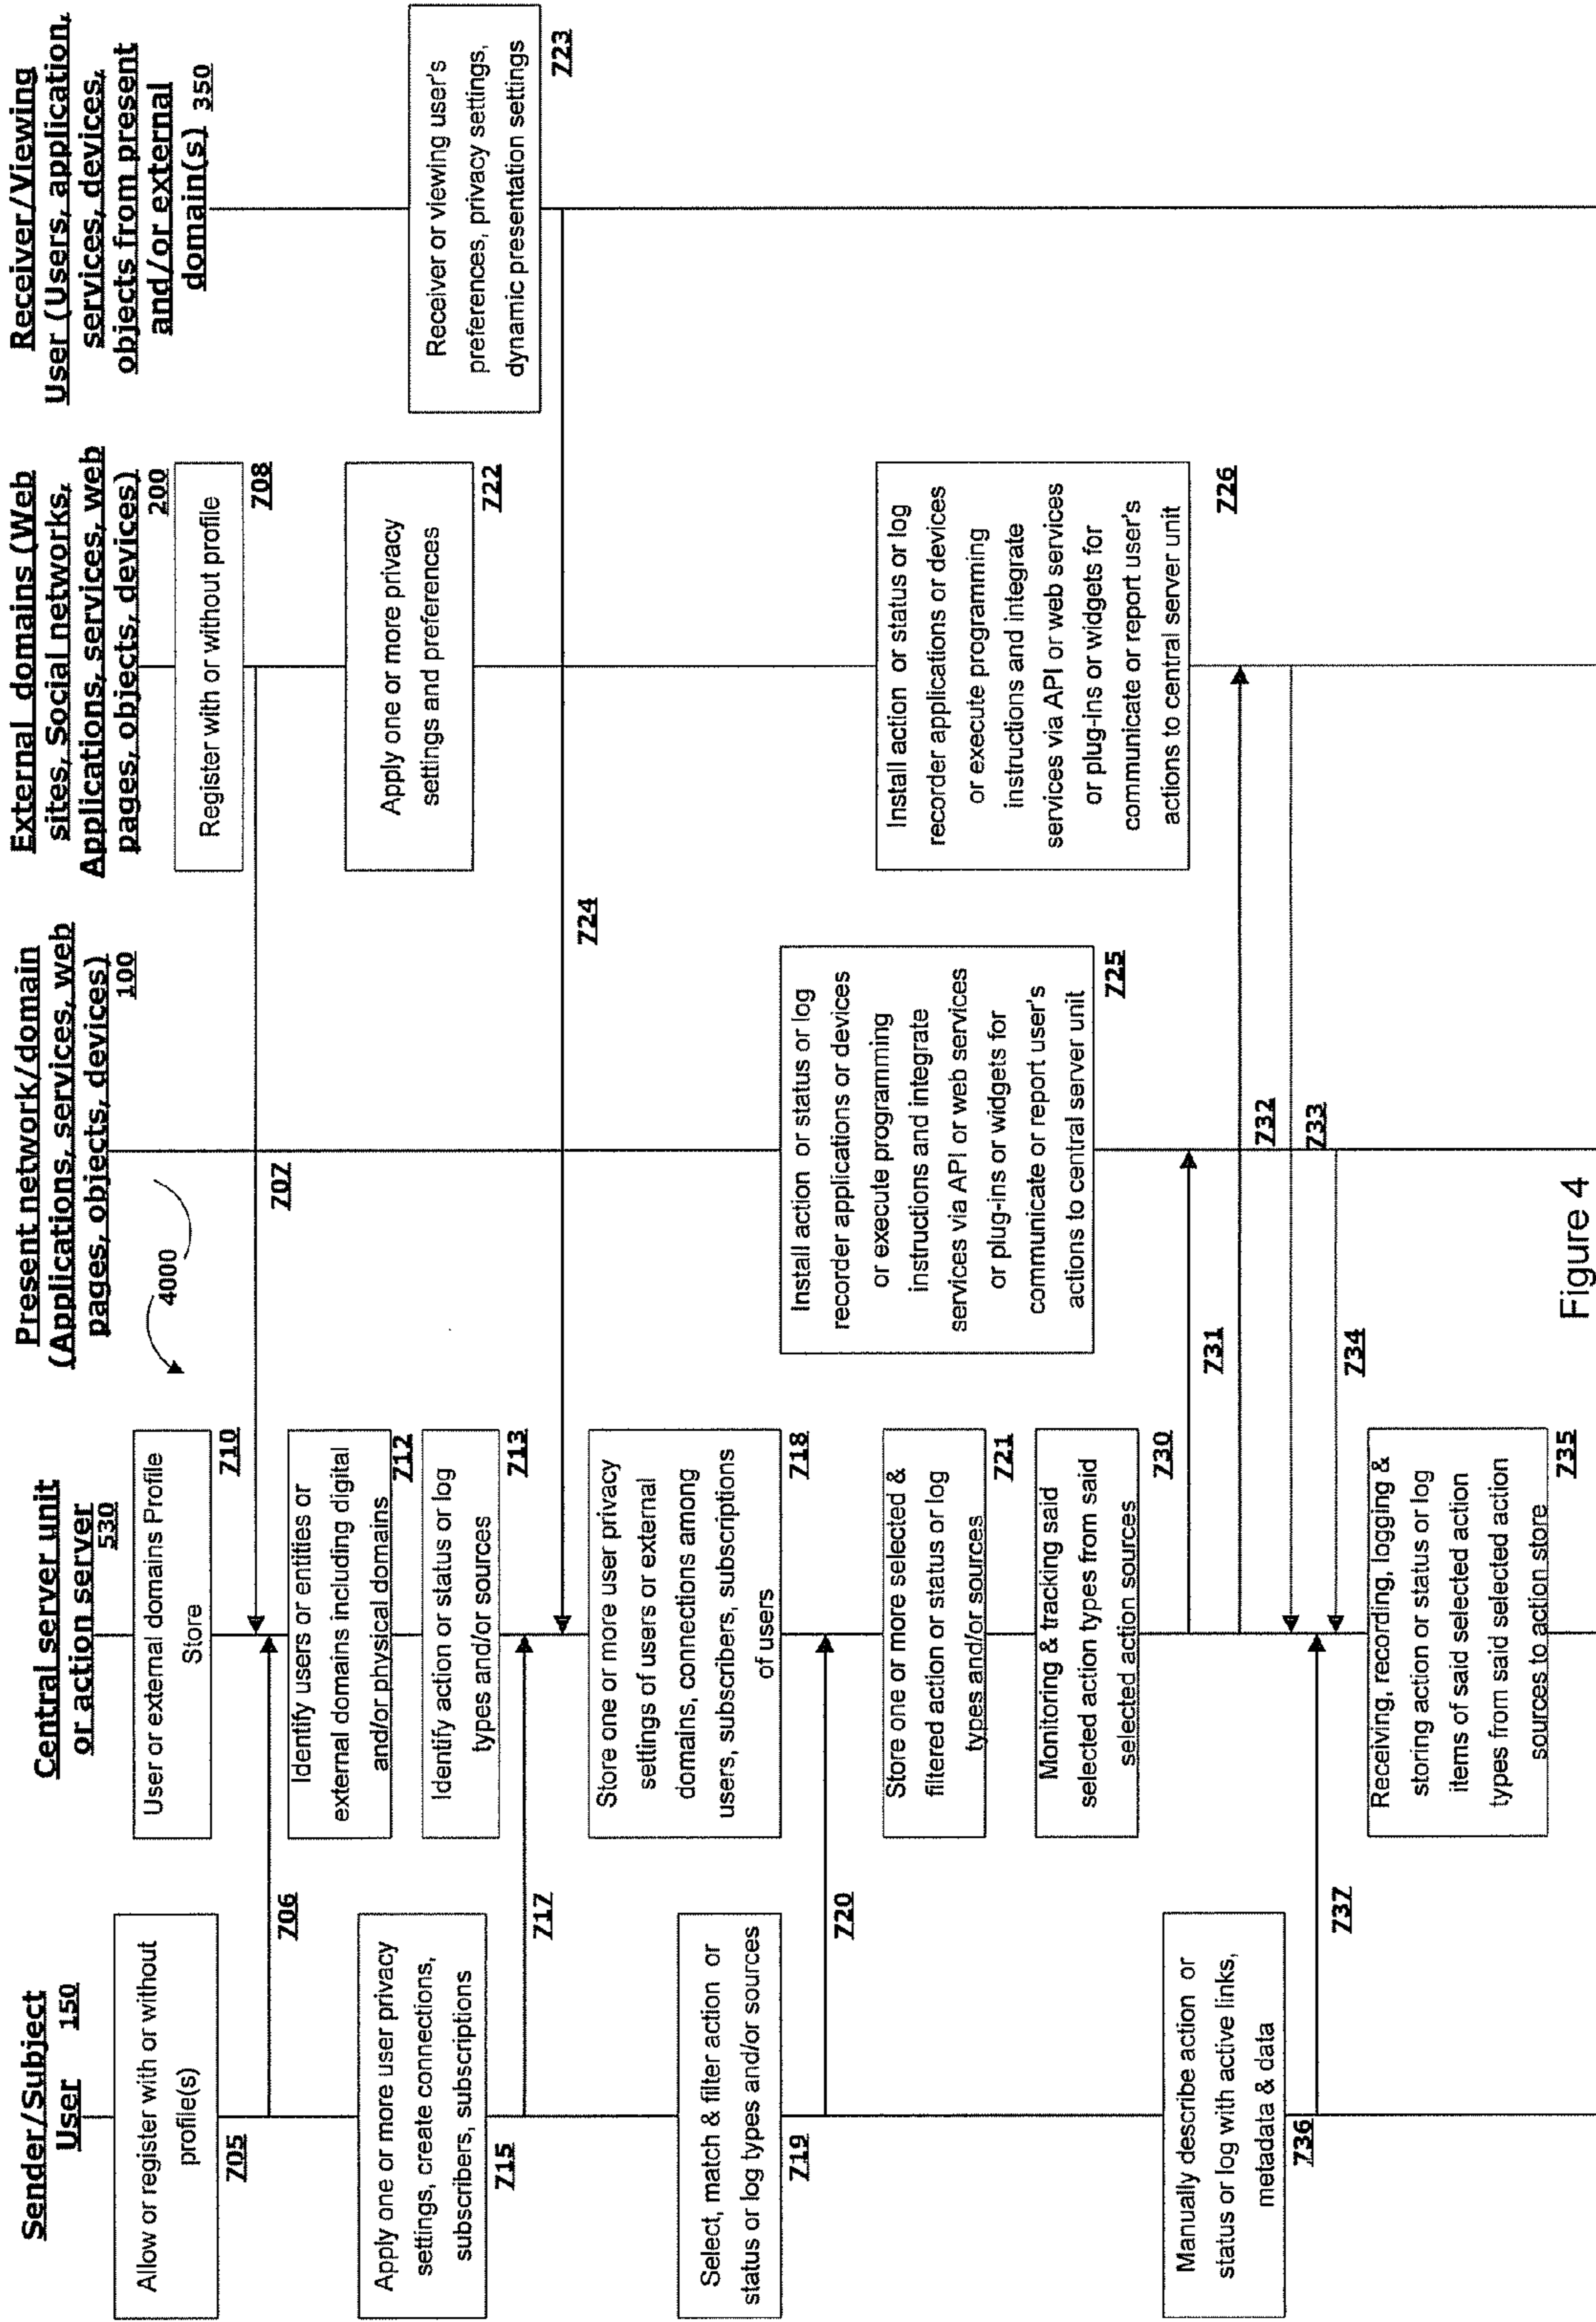 Sender/Subject
User 150
Allow or register with or without
profile(s)
705
706
Apply one or more user privacy
settings, create connections,
subscribers, subscriptions
715
717
Select, match & filter action or
status or log types and/or sources
719
720
Manually describe action or
status or log with active links,
metadata & data
736
737
Central server unit
or action server
530
User or external domains Profile
Store
710
Identify users or entities or
external domains including digital
and/or physical domains
712
Identify action or status or log
types and/or sources
713
Store one or more user privacy
settings of users or external
domains, connections among
users, subscribers, subscriptions
of users
718
Store one or more selected &
filtered action or status or log
types and/or sources
721
Monitoring & tracking said
selected action types from said
selected action sources
730
Receiving, recording, logging &
storing action or status or log
items of said selected action
types from said selected action
sources to action store
735
Present network/domain
(Applications, services, web
pages, objects, devices)
100
4000
707
724
Install action or status or log
recorder applications or devices
or execute programming
instructions and integrate
services via API or web services
or plug-ins or widgets for
communicate or report user's
actions to central server unit
725
731
732
733
734
External domains (Web
sites, Social networks,
Applications, services, web
pages, objects, devices)
200
Register with or without profile
708
Apply one or more privacy
settings and preferences
722
Install action or status or log
recorder applications or devices
or execute programming
instructions and integrate
services via API or web services
or plug-ins or widgets for
communicate or report user's
actions to central server unit
726
Receiver/Viewing
User (Users, application,
services, devices,
objects from present
and/or external
domain(s) 350
Receiver or viewing user's
preferences, privacy settings,
dynamic presentation settings
723
Figure 4